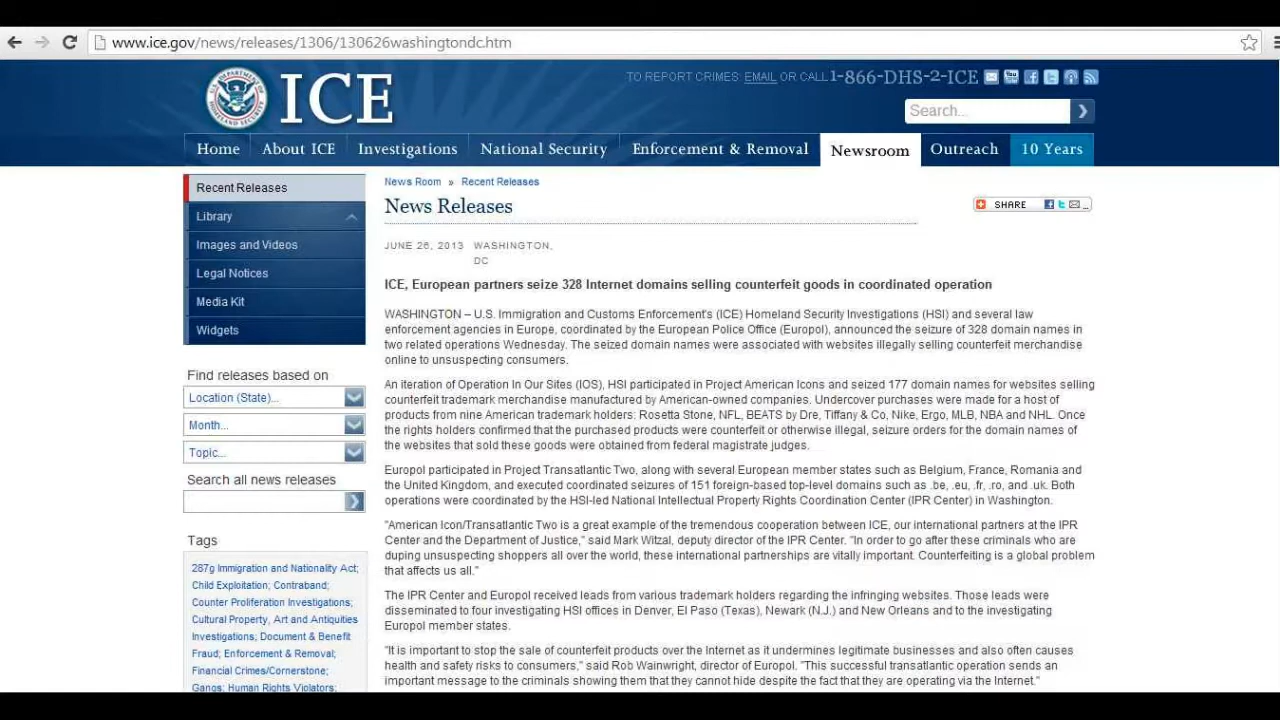 www.ice.gov/news/releases/1306/130626washingtondc.htm
ICE
TO REPORT CRIMES: EMAIL OR CALL 1-866-DHS-2-ICE
Search...
Home About ICE Investigations National Security Enforcement & Removal Newsroom Outreach 10 Years
Recent Releases
Library
Images and Videos
Legal Notices
Media Kit
Widgets
Find releases based on
Location (State)...
Month...
Topic...
Search all news releases
Tags
287g Immigration and Nationality Act;
Child Exploitation; Contraband;
Counter Proliferation Investigations;
Cultural Property, Art and Antiquities
Investigations; Document & Benefit
Fraud; Enforcement & Removal;
Financial Crimes/Cornerstone;
Gangs; Human Rights Violators;
News Room » Recent Releases
News Releases
SHARE
JUNE 26, 2013 WASHINGTON,
DC
ICE, European partners seize 328 Internet domains selling counterfeit goods in coordinated operation
WASHINGTON – U.S. Immigration and Customs Enforcement's (ICE) Homeland Security Investigations (HSI) and several law
enforcement agencies in Europe, coordinated by the European Police Office (Europol), announced the seizure of 328 domain names in
two related operations Wednesday. The seized domain names were associated with websites illegally selling counterfeit merchandise
online to unsuspecting consumers.
An iteration of Operation In Our Sites (IOS), HSI participated in Project American Icons and seized 177 domain names for websites selling
counterfeit trademark merchandise manufactured by American-owned companies. Undercover purchases were made for a host of
products from nine American trademark holders: Rosetta Stone, NFL, BEATS by Dre, Tiffany & Co, Nike, Ergo, MLB, NBA and NHL. Once
the rights holders confirmed that the purchased products were counterfeit or otherwise illegal, seizure orders for the domain names of
the websites that sold these goods were obtained from federal magistrate judges.
Europol participated in Project Transatlantic Two, along with several European member states such as Belgium, France, Romania and
the United Kingdom, and executed coordinated seizures of 151 foreign-based top-level domains such as .be, .eu, .fr, .ro, and .uk. Both
operations were coordinated by the HSI-led National Intellectual Property Rights Coordination Center (IPR Center) in Washington.
"American Icon/Transatlantic Two is a great example of the tremendous cooperation between ICE, our international partners at the IPR
Center and the Department of Justice," said Mark Witzal, deputy director of the IPR Center. "In order to go after these criminals who are
duping unsuspecting shoppers all over the world, these international partnerships are vitally important. Counterfeiting is a global problem
that affects us all."
The IPR Center and Europol received leads from various trademark holders regarding the infringing websites. Those leads were
disseminated to four investigating HSI offices in Denver, El Paso (Texas), Newark (N.J.) and New Orleans and to the investigating
Europol member states.
"It is important to stop the sale of counterfeit products over the Internet as it undermines legitimate businesses and also often causes
health and safety risks to consumers," said Rob Wainwright, director of Europol. "This successful transatlantic operation sends an
important message to the criminals showing them that they cannot hide despite the fact that they are operating via the Internet."